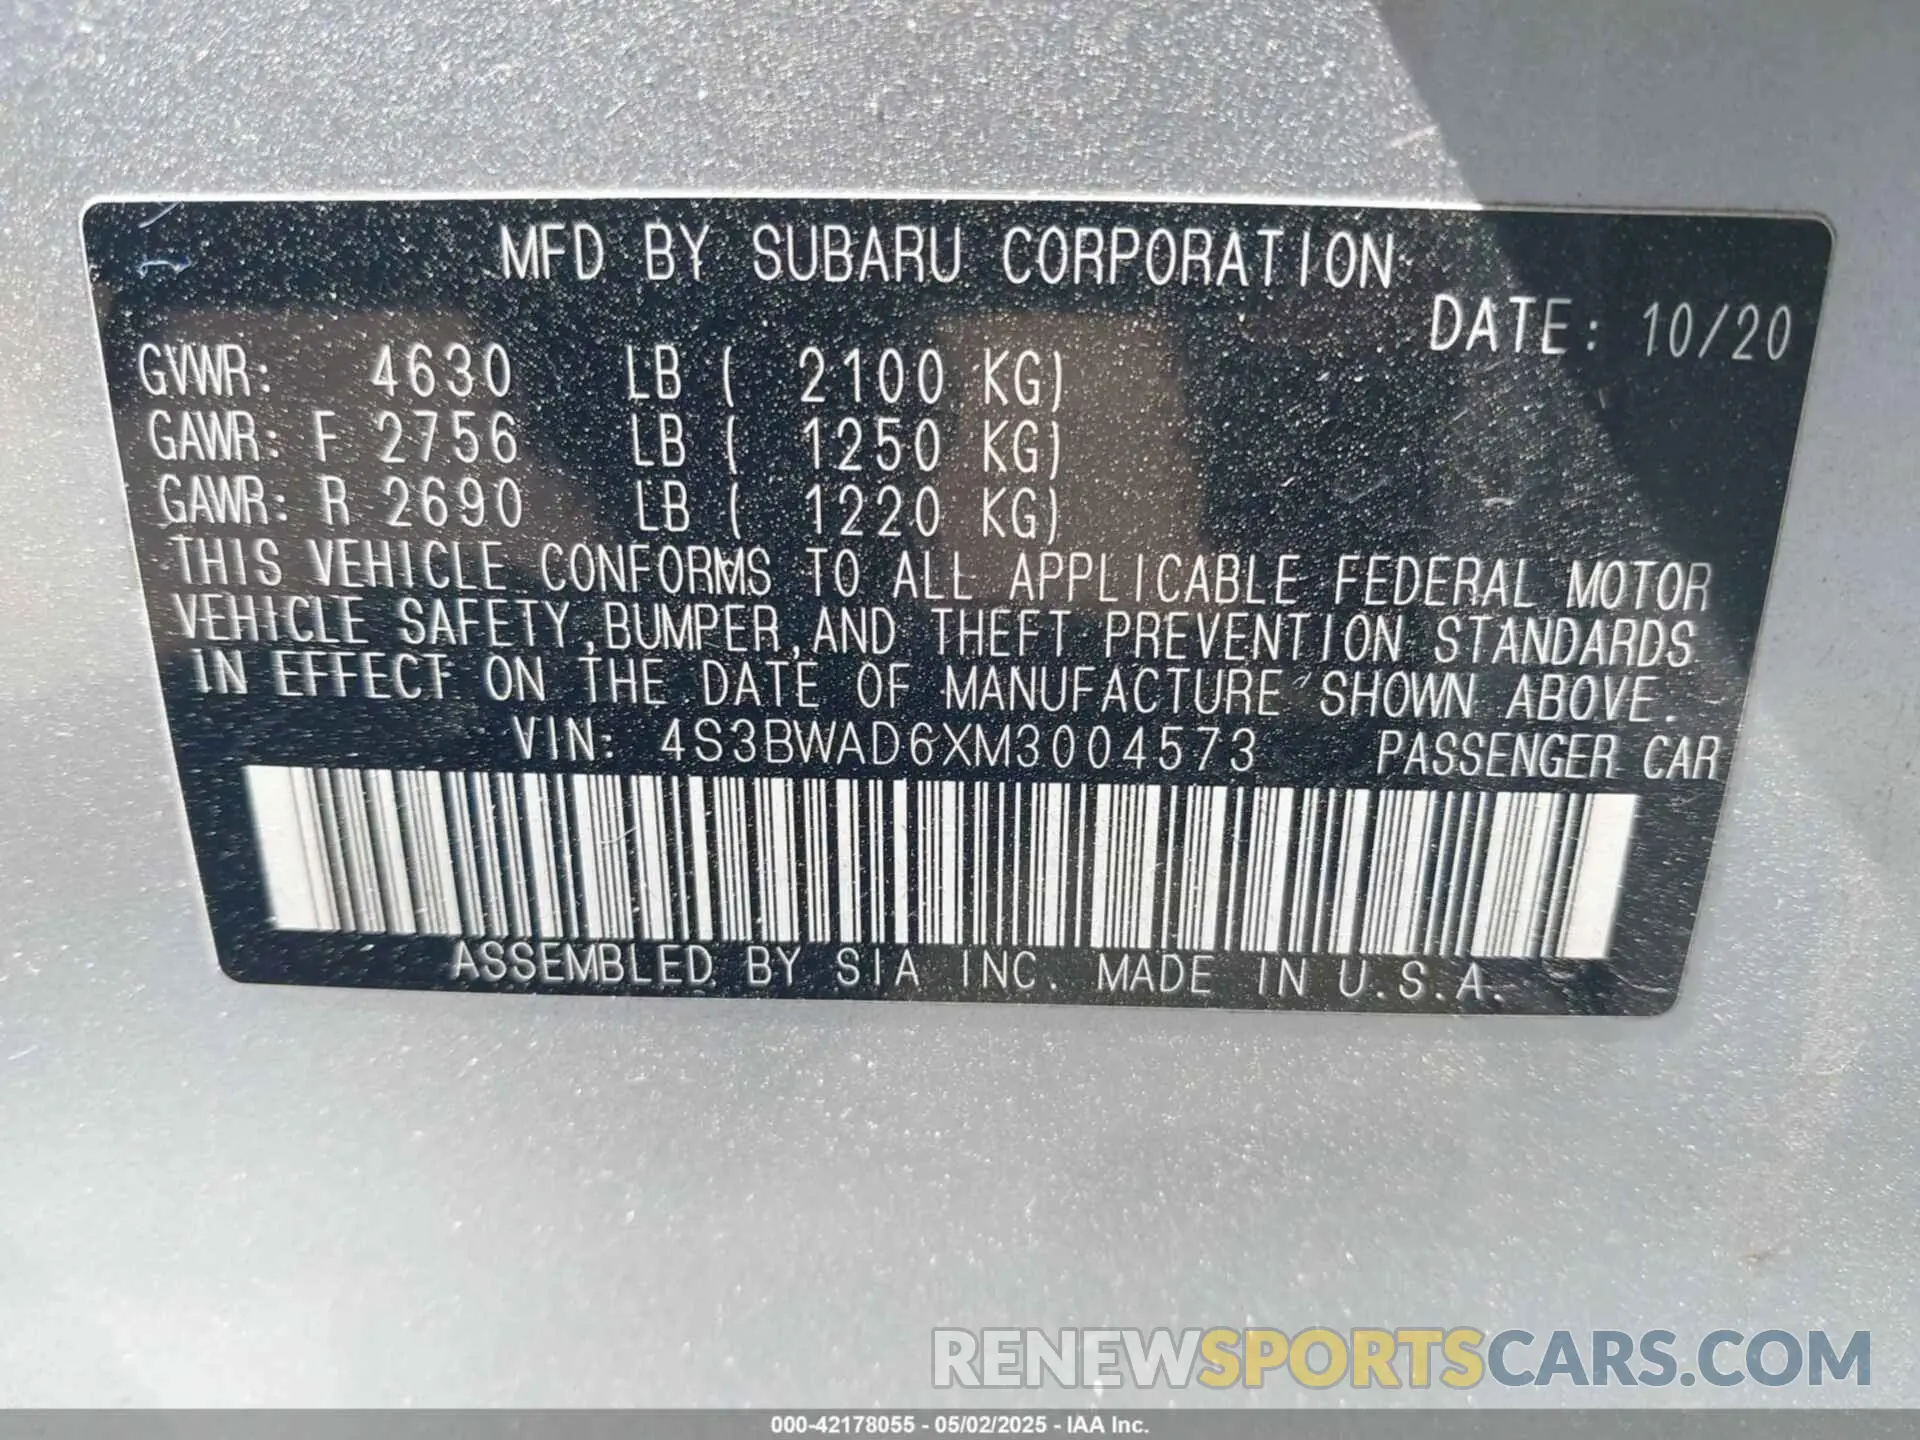 MFD BY SUBARU CORPORATION
DATE: 10/20
GVWR: 4630 LB ( 2100 KG)
GAWR: F 2756 LB ( 1250 KG)
GAWR: R 2690 LB ( 1220 KG)
THIS VEHICLE CONFORMS TO ALL APPLICABLE FEDERAL MOTOR
VEHICLE SAFETY,BUMPER,AND THEFT PREVENTION STANDARDS
IN EFFECT ON THE DATE OF MANUFACTURE SHOWN ABOVE.
VIN: 4S3BWAD6XM3004573 PASSENGER CAR
ASSEMBLED BY SIA INC. MADE IN U.S.A.
RENEWSPORTSCARS.COM
000-42178055 - 05/02/2025 - IAA Inc.